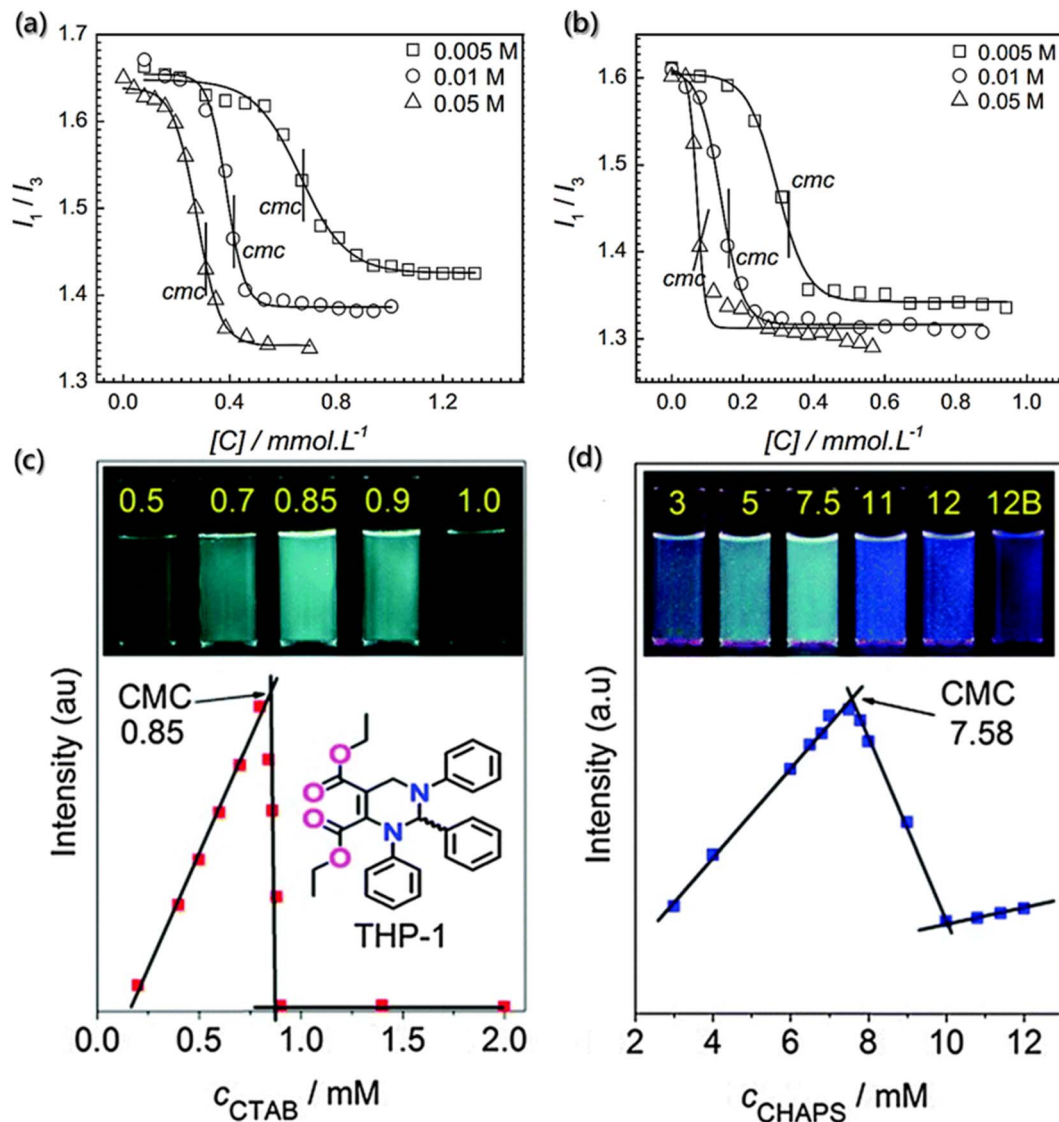 (a)
1.7
1.6
1.5
1.4
1.3
I₁ / I₃
0.005 M
0.01 M
0.05 M
cmc
cmc
cmc
0.0 0.4 0.8 1.2
[C] / mmol.L⁻¹
(b)
1.6
1.5
1.4
1.3
I₁ / I₃
0.005 M
0.01 M
0.05 M
cmc
cmc
cmc
0.0 0.2 0.4 0.6 0.8 1.0
[C] / mmol.L⁻¹
(c)
0.5 0.7 0.85 0.9 1.0
Intensity (au)
CMC
0.85
O
O
O
O
N
N
THP-1
0.0 0.5 1.0 1.5 2.0
cCTAB / mM
(d)
3 5 7.5 11 12 12B
Intensity (a.u)
CMC
7.58
2 4 6 8 10 12
cCHAPS / mM